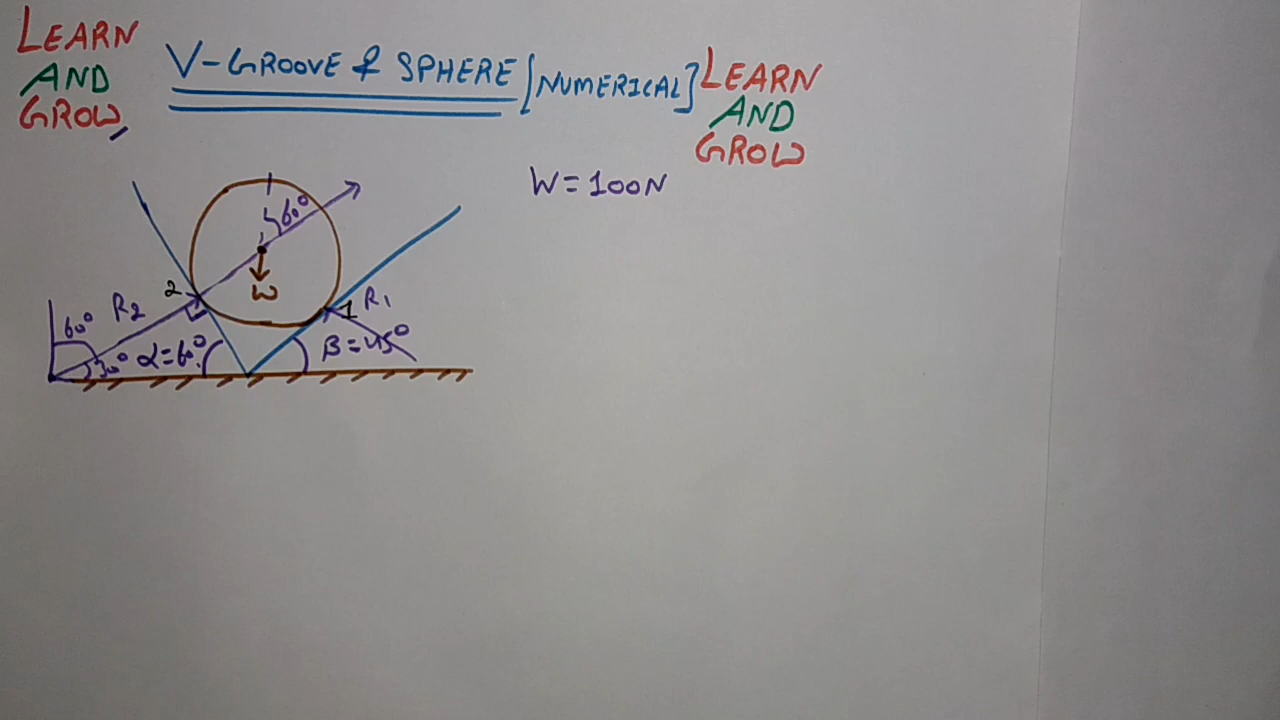 LEARN
AND
GROW
V-GROOVE & SPHERE [NUMERICAL]
LEARN
AND
GROW
W=100N
60°
W
2
R2
1
R1
60°
30°
α=60°
β=45°